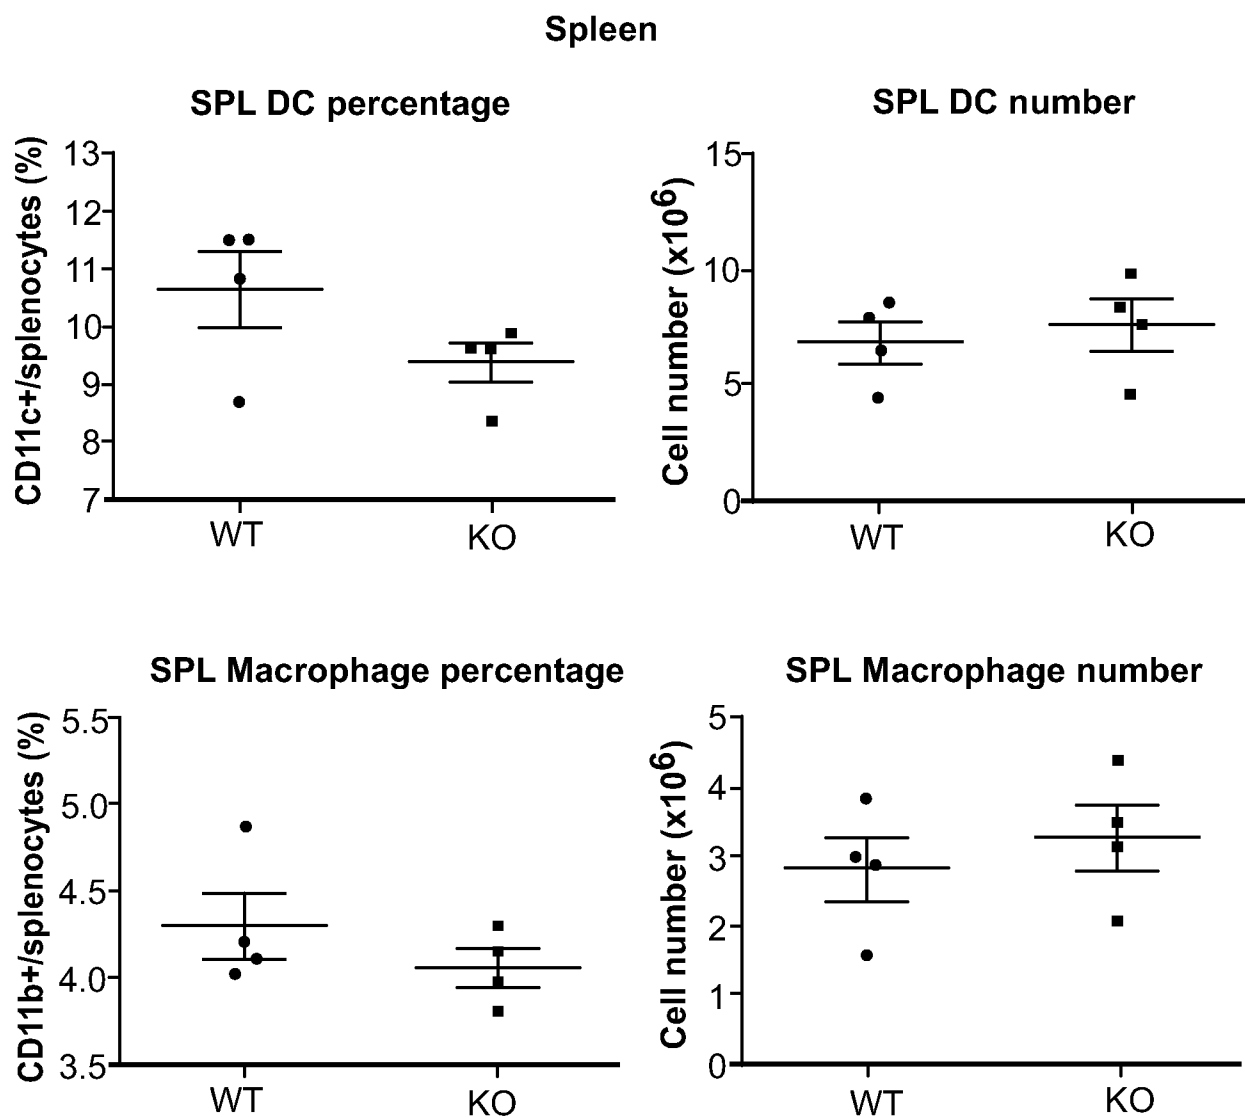 Spleen
SPL DC percentage
CD11c+/splenocytes (%)
13
12
11
10
9
8
7
WT
KO
SPL DC number
Cell number (x10⁶)
15
10
5
0
WT
KO
SPL Macrophage percentage
CD11b+/splenocytes (%)
5.5
5.0
4.5
4.0
3.5
WT
KO
SPL Macrophage number
Cell number (x10⁶)
5
4
3
2
1
0
WT
KO